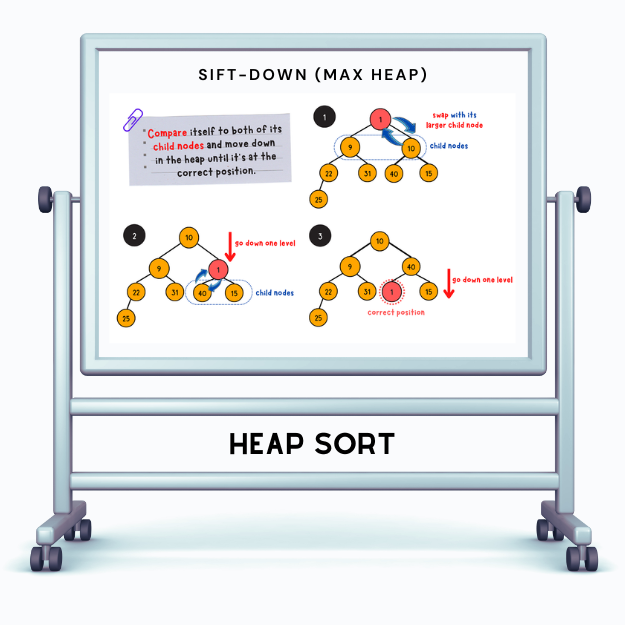 SIFT-DOWN (MAX HEAP)
Compare itself to both of its
child nodes and move down
in the heap until it's at the
correct position.
1
1
swap with its
larger child node
9
10
child nodes
22
31
40
15
25
2
10
go down one level
9
1
22
31
40
15
child nodes
23
3
10
9
40
go down one level
22
31
1
15
correct position
25
HEAP SORT